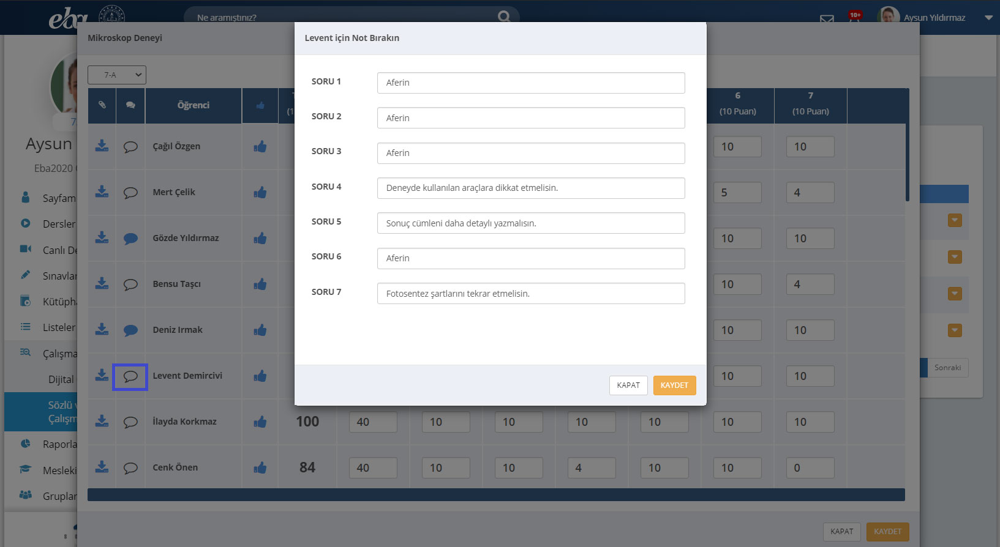 eba
Ne aramıştınız?
10+
Aysun Yıldırmaz
Mikroskop Deneyi
Levent için Not Bırakın
7-A
SORU 1
Aferin
SORU 2
Aferin
SORU 3
Aferin
SORU 4
Deneyde kullanılan araçlara dikkat etmelisin.
SORU 5
Sonuç cümleni daha detaylı yazmalısın.
SORU 6
Aferin
SORU 7
Fotosentez şartlarını tekrar etmelisin.
KAPAT
KAYDET
Öğrenci
6
(10 Puan)
7
(10 Puan)
Çağıl Özgen
10 10
Mert Çelik
5 4
Gözde Yıldırmaz
10 10
Bensu Taşcı
10 4
Deniz Irmak
10 10
Levent Demircivi
10 10
İlayda Korkmaz 100 40 10 10 10 10 10 10
Cenk Önen 84 40 10 10 4 10 10 0
Aysun
Eba2020
Sayfam
Dersler
Canlı De
Sınavlar
Kütüpha
Listeler
Çalışma
Dijital
Sözlü v
Çalışm
Raporla
Mesleki
Gruplar
Sonraki
KAPAT
KAYDET